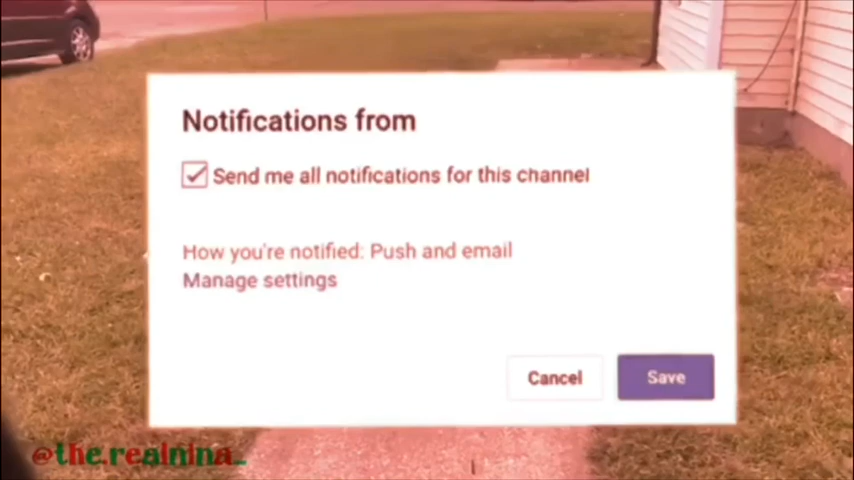 Notifications from
Send me all notifications for this channel
How you're notified: Push and email
Manage settings
Cancel
Save
@the.realnina_